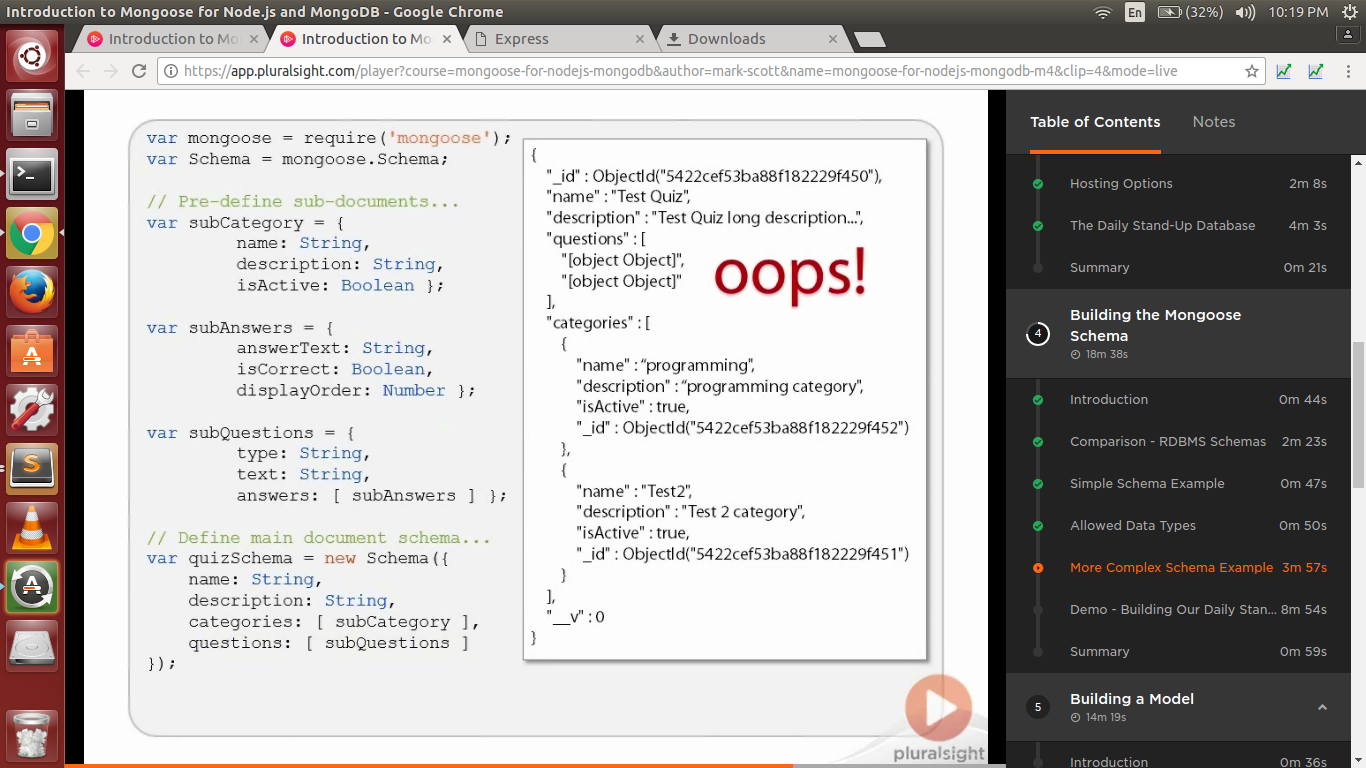 Introduction to Mongoose for Node.js and MongoDB - Google Chrome
En
(32%)
10:19 PM
Introduction to Mo
Introduction to Mo
Express
Downloads
https://app.pluralsight.com/player?course=mongoose-for-nodejs-mongodb&author=mark-scott&name=mongoose-for-nodejs-mongodb-m4&clip=4&mode=live
var mongoose = require('mongoose');
var Schema = mongoose.Schema;
// Pre-define sub-documents...
var subCategory = {
name: String,
description: String,
isActive: Boolean };
var subAnswers = {
answerText: String,
isCorrect: Boolean,
displayOrder: Number };
var subQuestions = {
type: String,
text: String,
answers: [ subAnswers ] };
// Define main document schema...
var quizSchema = new Schema({
name: String,
description: String,
categories: [ subCategory ],
questions: [ subQuestions ]
});
{
"_id" : ObjectId("5422cef53ba88f182229f450"),
"name" : "Test Quiz",
"description" : "Test Quiz long description...",
"questions" : [
"[object Object]",
"[object Object]"
],
oops!
"categories" : [
{
"name" : “programming",
"description" : “programming category",
"isActive" : true,
"_id" : ObjectId("5422cef53ba88f182229f452")
},
{
"name" : "Test2",
"description" : "Test 2 category",
"isActive" : true,
"_id" : ObjectId("5422cef53ba88f182229f451")
}
],
"__v" : 0
}
pluralsight
Table of Contents
Notes
Hosting Options 2m 8s
The Daily Stand-Up Database 4m 3s
Summary 0m 21s
4
Building the Mongoose
Schema
18m 38s
Introduction 0m 44s
Comparison - RDBMS Schemas 2m 23s
Simple Schema Example 0m 47s
Allowed Data Types 0m 50s
More Complex Schema Example 3m 57s
Demo - Building Our Daily Stan... 8m 54s
Summary 0m 59s
5
Building a Model
14m 19s
Introduction 0m 36s